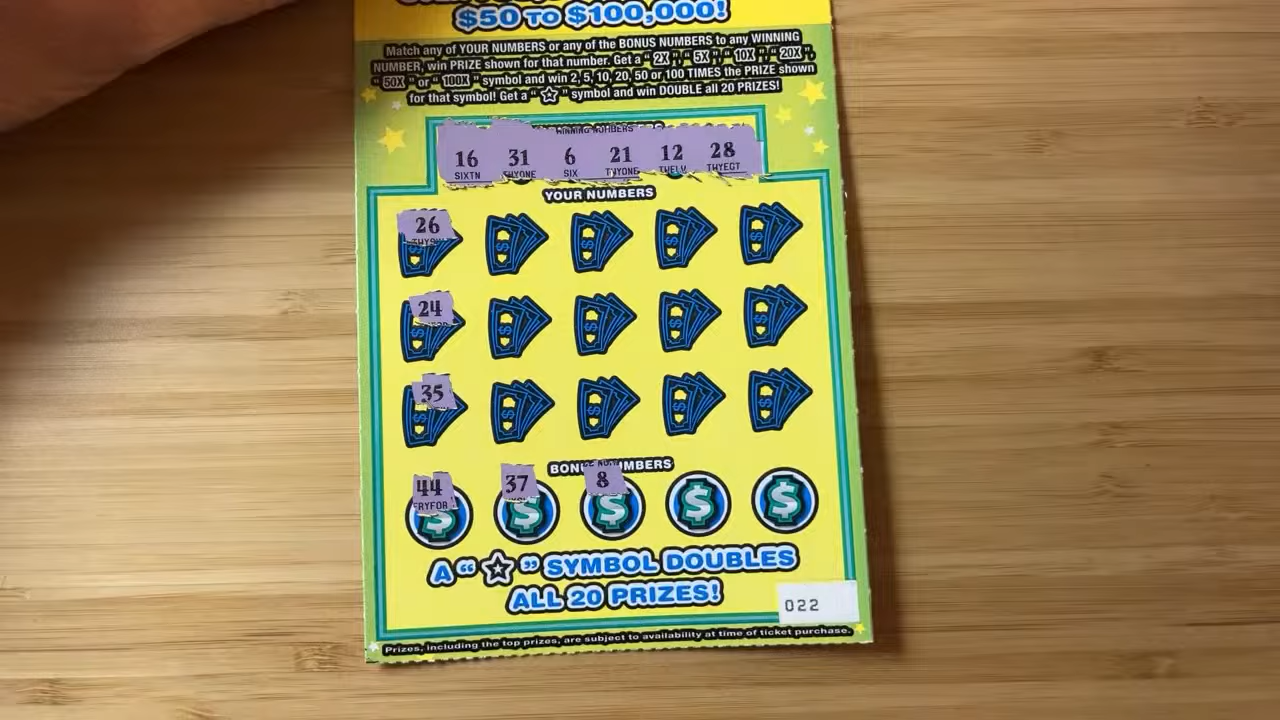 $50 TO $100,000!
Match any of YOUR NUMBERS or any of the BONUS NUMBERS to any WINNING
NUMBER, win PRIZE shown for that number. Get a "2X", "5X", "10X", "20X",
"50X" or "100X" symbol and win 2, 5, 10, 20, 50 or 100 TIMES the PRIZE shown
for that symbol! Get a "☆" symbol and win DOUBLE all 20 PRIZES!
WINNING NUMBERS
16 31 6 21 12 28
SIXTN THYONE SIX TWYONE TWELV TWYEGT
YOUR NUMBERS
26
TWYSIX
24
35
BONUS NUMBERS
44 37 8
FRYFOR
$ $ $ $ $
A "☆" SYMBOL DOUBLES
ALL 20 PRIZES!
022
Prizes, including the top prizes, are subject to availability at time of ticket purchase.